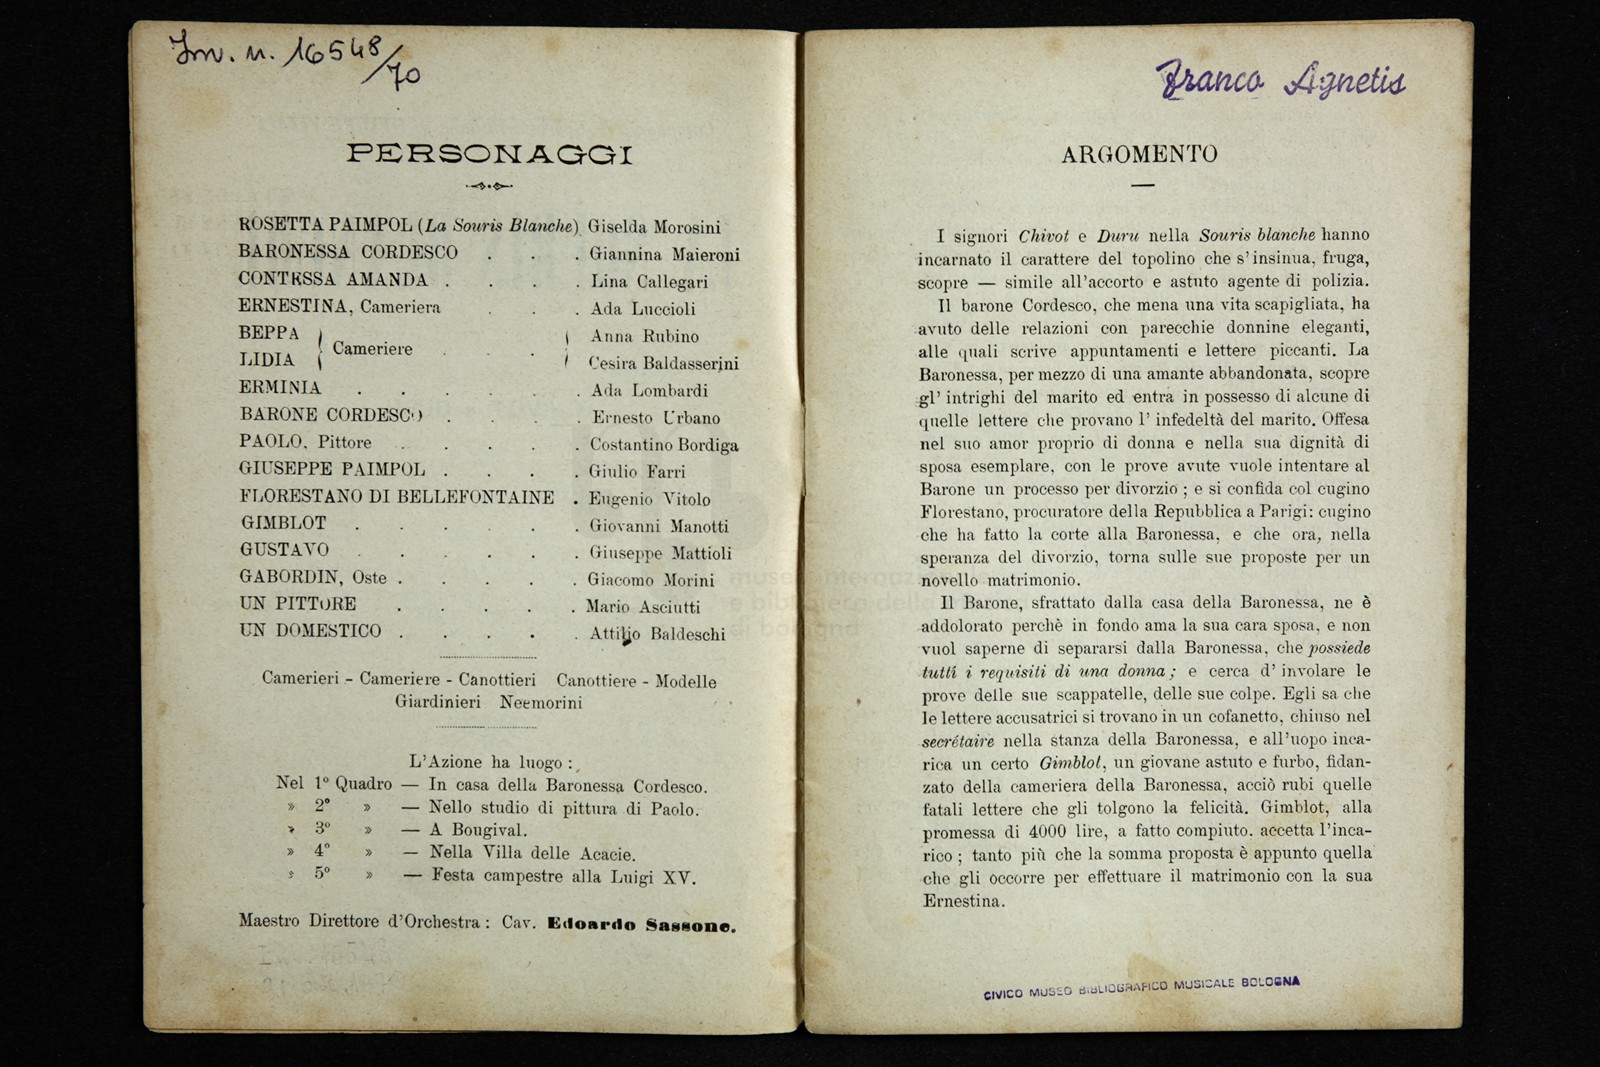 Inv. n. 16548/70
PERSONAGGI
ROSETTA PAIMPOL (La Souris Blanche) Giselda Morosini
BARONESSA CORDESCO . . . Giannina Maieroni
CONTESSA AMANDA . . . . Lina Callegari
ERNESTINA, Cameriera . . . Ada Luccioli
BEPPA Anna Rubino
Cameriere . . .
LIDIA Cesira Baldasserini
ERMINIA . . . . . . Ada Lombardi
BARONE CORDESCO . . . . Ernesto Urbano
PAOLO, Pittore . . . . . Costantino Bordiga
GIUSEPPE PAIMPOL . . . . Giulio Farri
FLORESTANO DI BELLEFONTAINE . Eugenio Vitolo
GIMBLOT . . . . . . Giovanni Manotti
GUSTAVO . . . . . . Giuseppe Mattioli
GABORDIN, Oste . . . . . Giacomo Morini
UN PITTORE . . . . . Mario Asciutti
UN DOMESTICO . . . . . Attilio Baldeschi
Camerieri - Cameriere - Canottieri Canottiere - Modelle
Giardinieri Neemorini
L'Azione ha luogo :
Nel 1° Quadro — In casa della Baronessa Cordesco.
» 2° » — Nello studio di pittura di Paolo.
» 3° » — A Bougival.
» 4° » — Nella Villa delle Acacie.
» 5° » — Festa campestre alla Luigi XV.
Maestro Direttore d'Orchestra : Cav. Edoardo Sassone.
Franco Agnetis
ARGOMENTO
I signori Chivot e Duru nella Souris blanche hanno
incarnato il carattere del topolino che s'insinua, fruga,
scopre — simile all'accorto e astuto agente di polizia.
Il barone Cordesco, che mena una vita scapigliata, ha
avuto delle relazioni con parecchie donnine eleganti,
alle quali scrive appuntamenti e lettere piccanti. La
Baronessa, per mezzo di una amante abbandonata, scopre
gl' intrighi del marito ed entra in possesso di alcune di
quelle lettere che provano l' infedeltà del marito. Offesa
nel suo amor proprio di donna e nella sua dignità di
sposa esemplare, con le prove avute vuole intentare al
Barone un processo per divorzio ; e si confida col cugino
Florestano, procuratore della Repubblica a Parigi: cugino
che ha fatto la corte alla Baronessa, e che ora, nella
speranza del divorzio, torna sulle sue proposte per un
novello matrimonio.
Il Barone, sfrattato dalla casa della Baronessa, ne è
addolorato perchè in fondo ama la sua cara sposa, e non
vuol saperne di separarsi dalla Baronessa, che possiede
tutti i requisiti di una donna ; e cerca d' involare le
prove delle sue scappatelle, delle sue colpe. Egli sa che
le lettere accusatrici si trovano in un cofanetto, chiuso nel
secrétaire nella stanza della Baronessa, e all'uopo inca-
rica un certo Gimblot, un giovane astuto e furbo, fidan-
zato della cameriera della Baronessa, acciò rubi quelle
fatali lettere che gli tolgono la felicità. Gimblot, alla
promessa di 4000 lire, a fatto compiuto. accetta l'inca-
rico ; tanto più che la somma proposta è appunto quella
che gli occorre per effettuare il matrimonio con la sua
Ernestina.
CIVICO MUSEO BIBLIOGRAFICO MUSICALE BOLOGNA